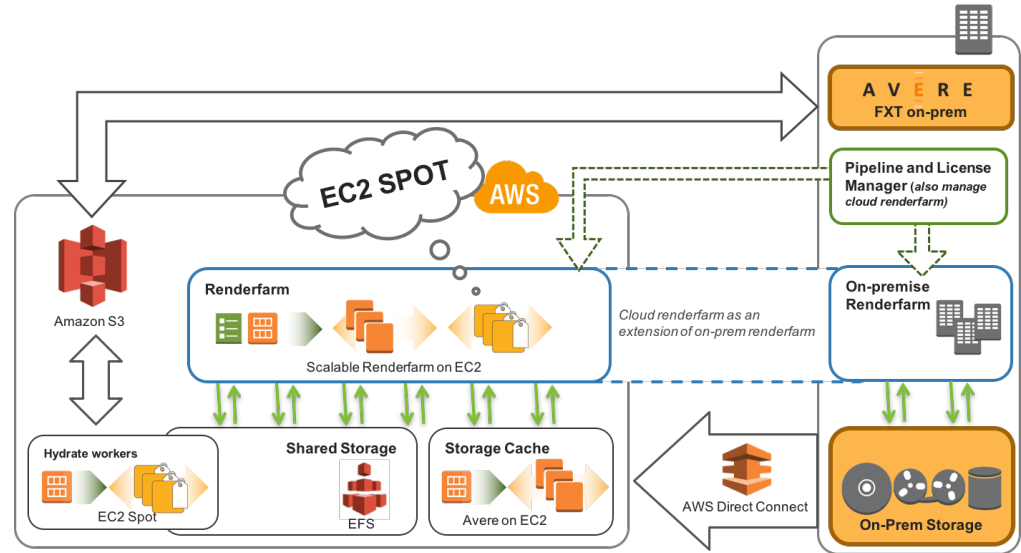 A V E R E
FXT on-prem
EC2 SPOT
AWS
Pipeline and License
Manager (also manage
cloud renderfarm)
Amazon S3
Renderfarm
Scalable Renderfarm on EC2
Cloud renderfarm as an
extension of on-prem renderfarm
On-premise
Renderfarm
Hydrate workers
EC2 Spot
Shared Storage
EFS
Storage Cache
Avere on EC2
AWS Direct Connect
On-Prem Storage